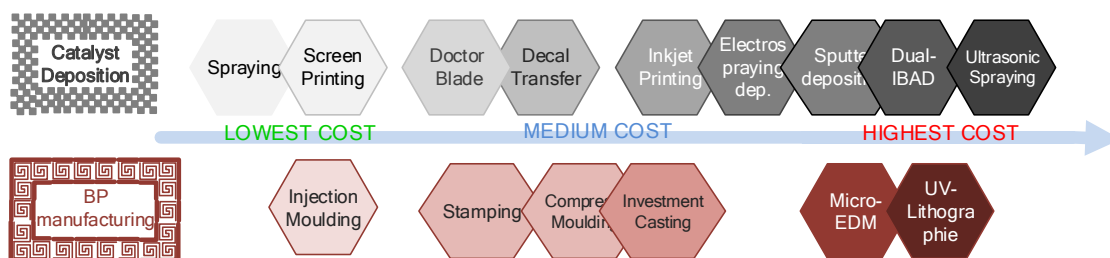 Catalyst
Deposition
Spraying
Screen
Printing
Doctor
Blade
Decal
Transfer
Inkjet
Printing
Electros
praying
dep.
Sputte
depositi
Dual-
IBAD
Ultrasonic
Spraying
LOWEST COST
MEDIUM COST
HIGHEST COST
BP
manufacturing
Injection
Moulding
Stamping
Compre
Mouldin
Investment
Casting
Micro-
EDM
UV-
Lithogra
phie